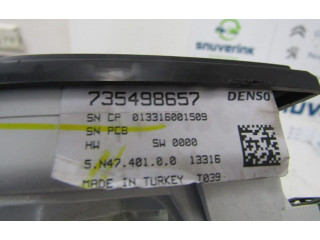 snuverink
735498657 DENSO
SN CP 013316001509
SN PCB
HW SW 0000
5.N47.401.0.0 13316
MADE IN TURKEY T039